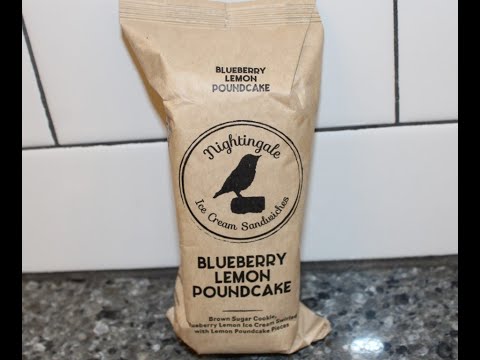 BLUEBERRY
LEMON
POUNDCAKE
Nightingale
Ice Cream Sandwiches
BLUEBERRY
LEMON
POUNDCAKE
Brown Sugar Cookie,
Blueberry Lemon Ice Cream Swirled
with Lemon Poundcake Pieces